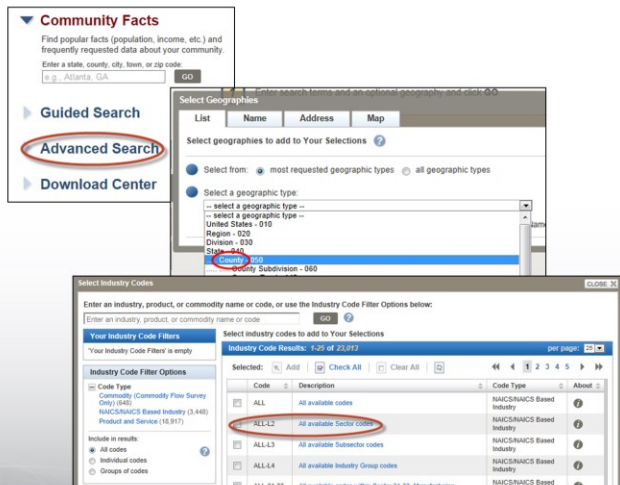 Community Facts
Find popular facts (population, income, etc.) and
frequently requested data about your community.
Enter a state, county, city, town, or zip code:
e.g., Atlanta, GA
GO
Guided Search
Advanced Search
Download Center
Enter search terms and an optional geography and click GO
Select Geographies
List Name Address Map
Select geographies to add to Your Selections
Select from: most requested geographic types all geographic types
Select a geographic type:
-- select a geographic type --
-- select a geographic type --
United States - 010
Region - 020
Division - 030
State - 040
County - 050
County Subdivision - 060
Select Industry Codes
CLOSE X
Enter an industry, product, or commodity name or code, or use the Industry Code Filter Options below:
Enter an industry, product, or commodity name or code
GO
Your Industry Code Filters
'Your Industry Code Filters' is empty
Industry Code Filter Options
Code Type
Commodity (Commodity Flow Survey
Only) (648)
NAICS/NAICS Based Industry (3,448)
Product and Service (18,917)
Include in results:
All codes
Individual codes
Groups of codes
Select industry codes to add to Your Selections
Industry Code Results: 1-25 of 23,013
per page: 25
Selected: Add Check All Clear All
1 2 3 4 5
Code Description Code Type About
ALL All available codes NAICS/NAICS Based
Industry
ALL-L2 All available Sector codes NAICS/NAICS Based
Industry
ALL-L3 All available Subsector codes NAICS/NAICS Based
Industry
ALL-L4 All available Industry Group codes NAICS/NAICS Based
Industry
NAICS/NAICS Based